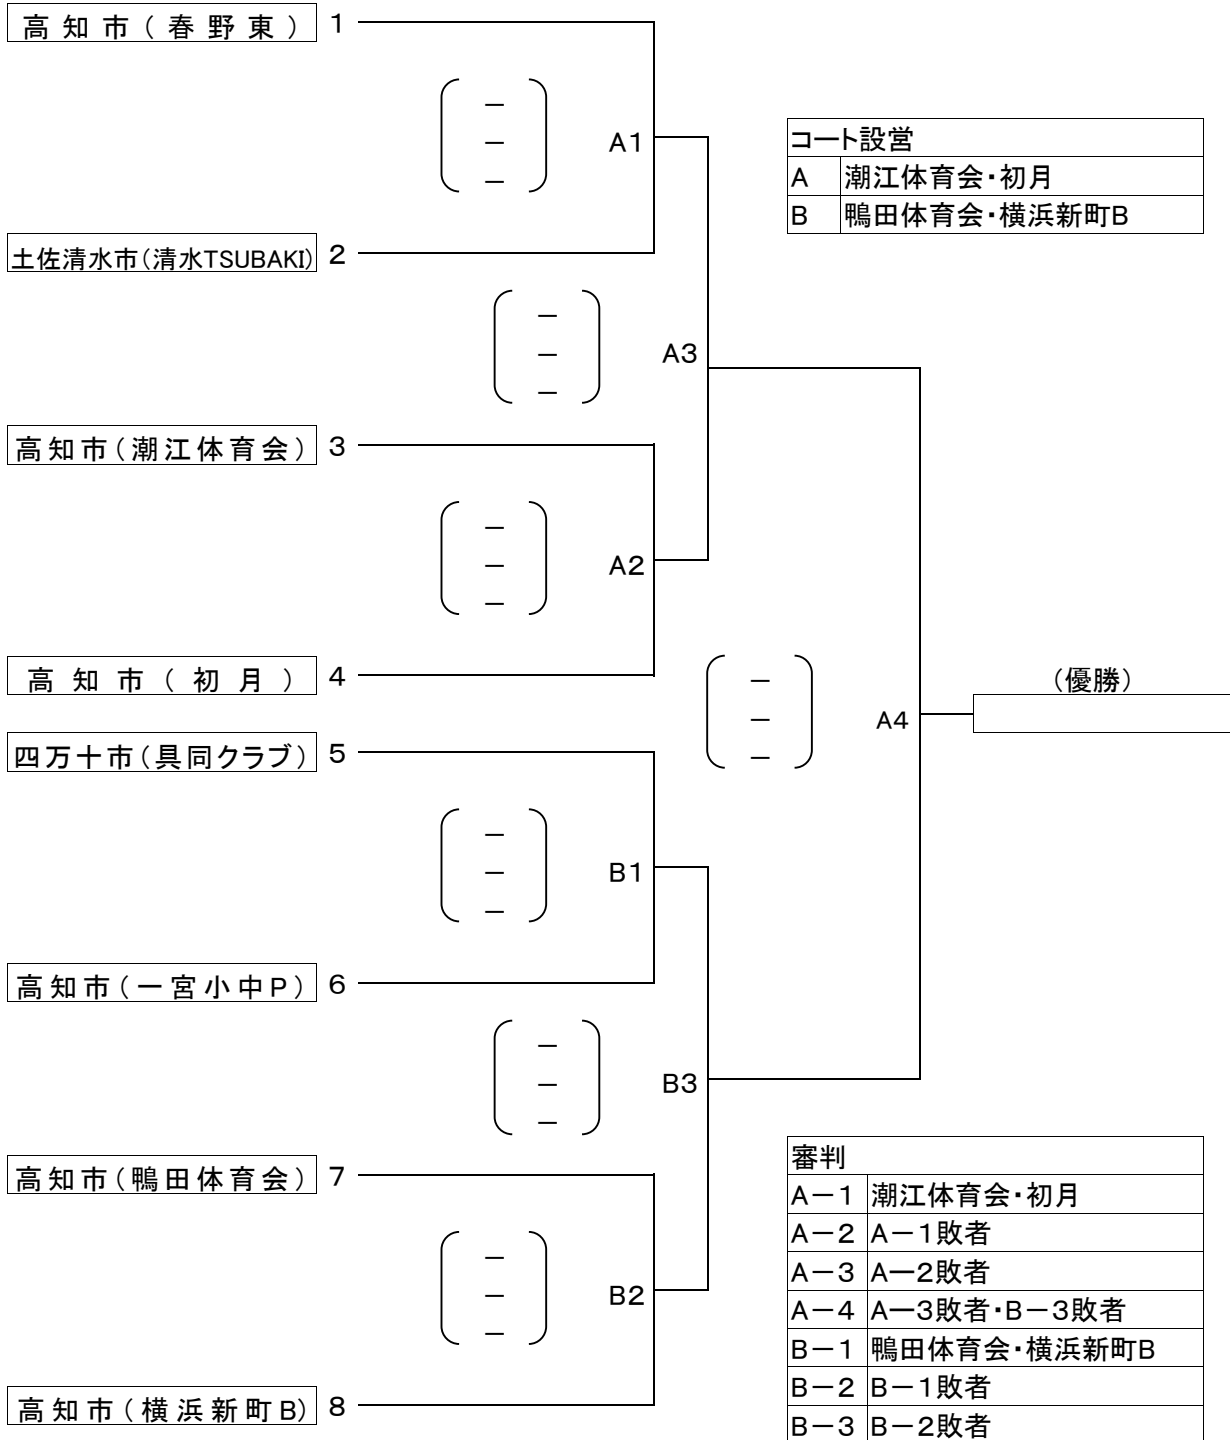 高知市(春野東) 1
－
－
－
A1
コート設営
A 潮江体育会・初月
B 鴨田体育会・横浜新町B
土佐清水市(清水TSUBAKI) 2
－
－
－
A3
高知市(潮江体育会) 3
－
－
－
A2
高知市(初月) 4
－
－
－
A4
(優勝)
四万十市(具同クラブ) 5
－
－
－
B1
高知市(一宮小中P) 6
－
－
－
B3
高知市(鴨田体育会) 7
－
－
－
B2
高知市(横浜新町B) 8
審判
A－1 潮江体育会・初月
A－2 A－1敗者
A－3 A－2敗者
A－4 A－3敗者・B－3敗者
B－1 鴨田体育会・横浜新町B
B－2 B－1敗者
B－3 B－2敗者